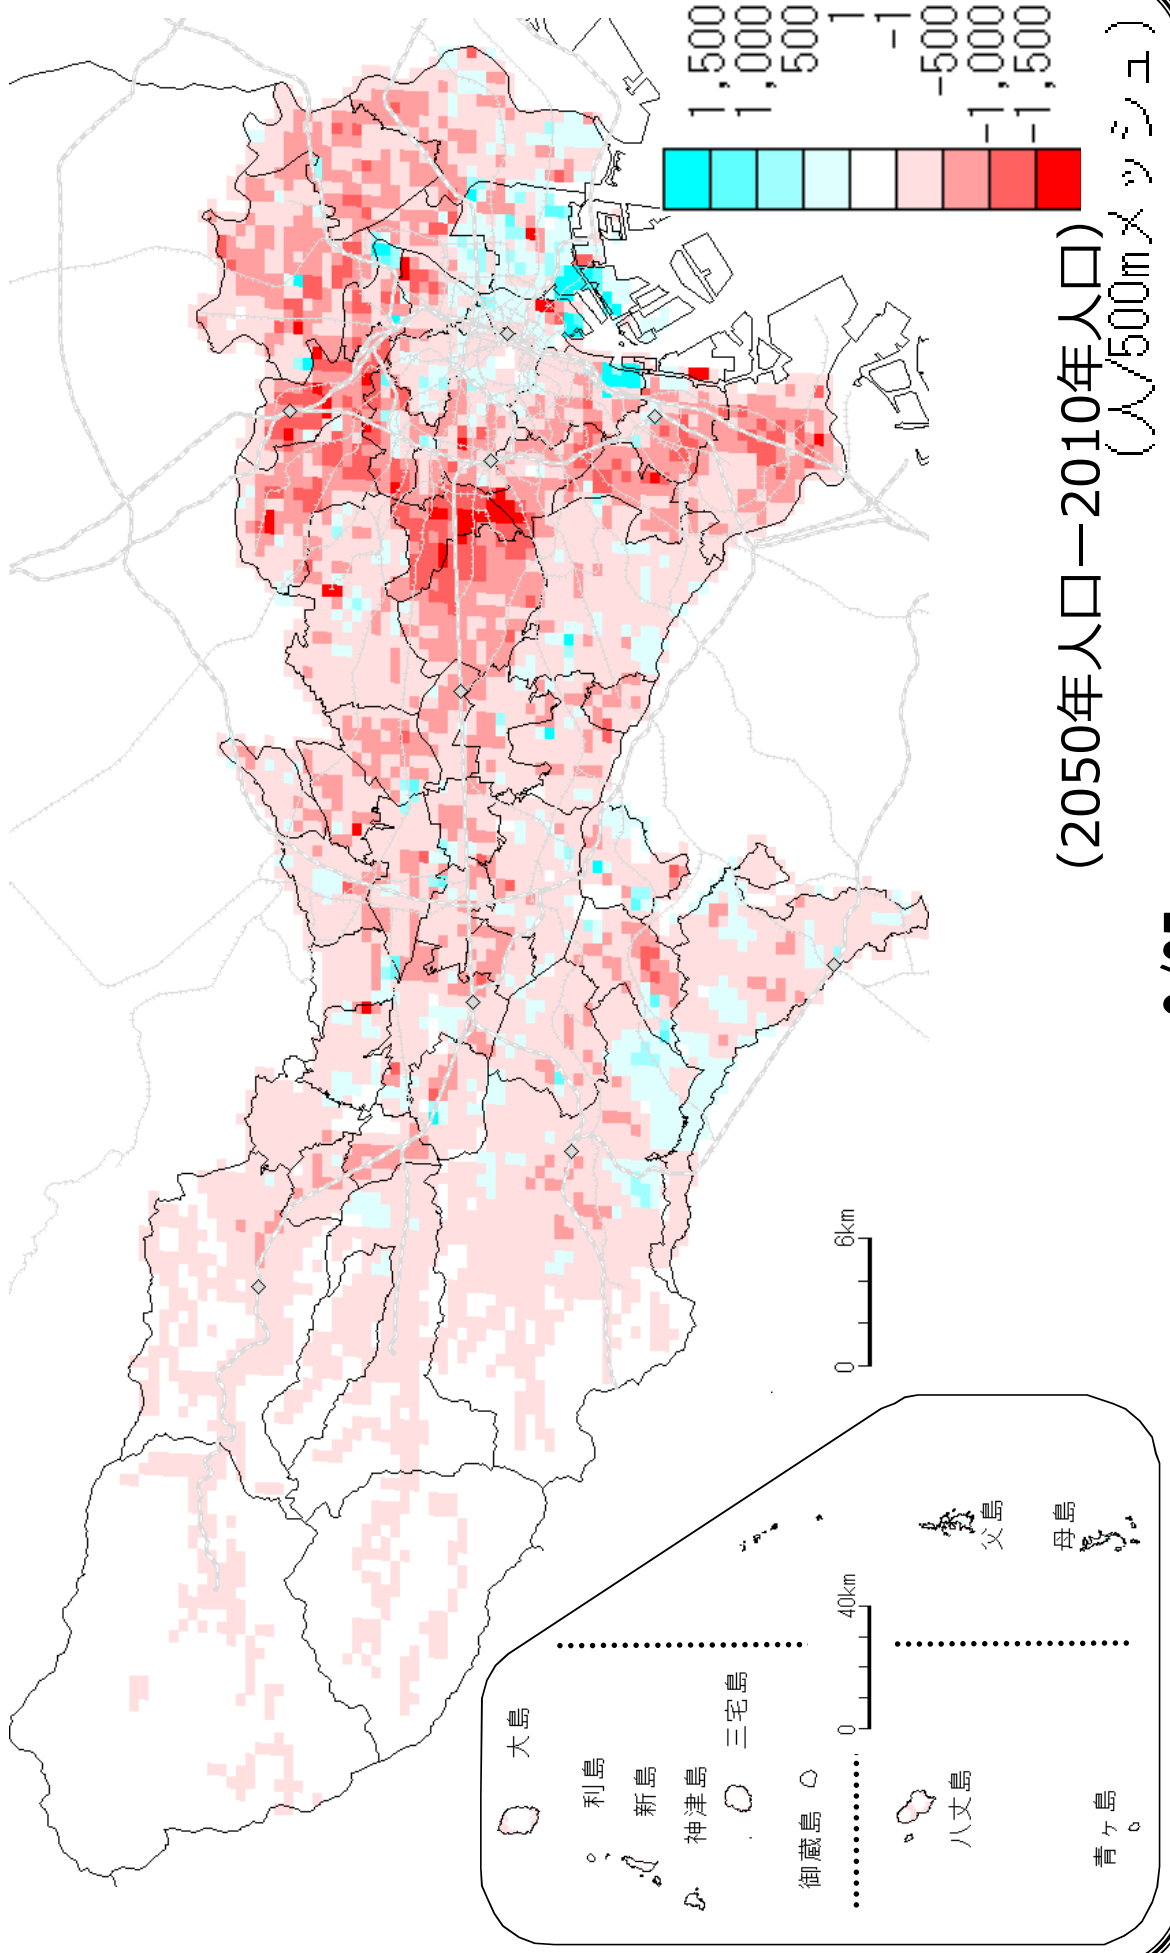 1,500
1,000
500
1
-1
-500
-1,000
-1,500
(人/500mメッシュ)
(2050年人口－2010年人口)
0 6km
大島
利島
新島
神津島
三宅島
御蔵島
0 40km
八丈島
青ヶ島
父島
母島